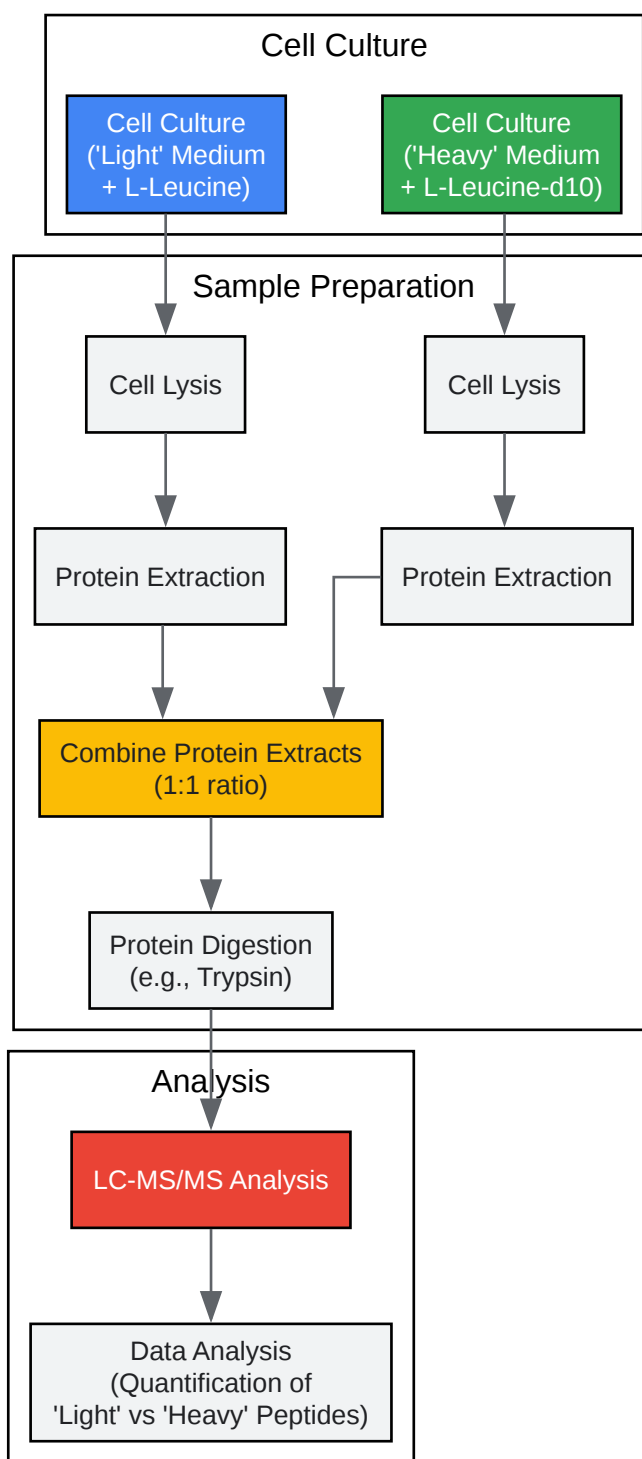 Cell Culture
Cell Culture
('Light' Medium
+ L-Leucine)
Cell Culture
('Heavy' Medium
+ L-Leucine-d10)
Sample Preparation
Cell Lysis
Cell Lysis
Protein Extraction
Protein Extraction
Combine Protein Extracts
(1:1 ratio)
Protein Digestion
(e.g., Trypsin)
Analysis
LC-MS/MS Analysis
Data Analysis
(Quantification of
'Light' vs 'Heavy' Peptides)